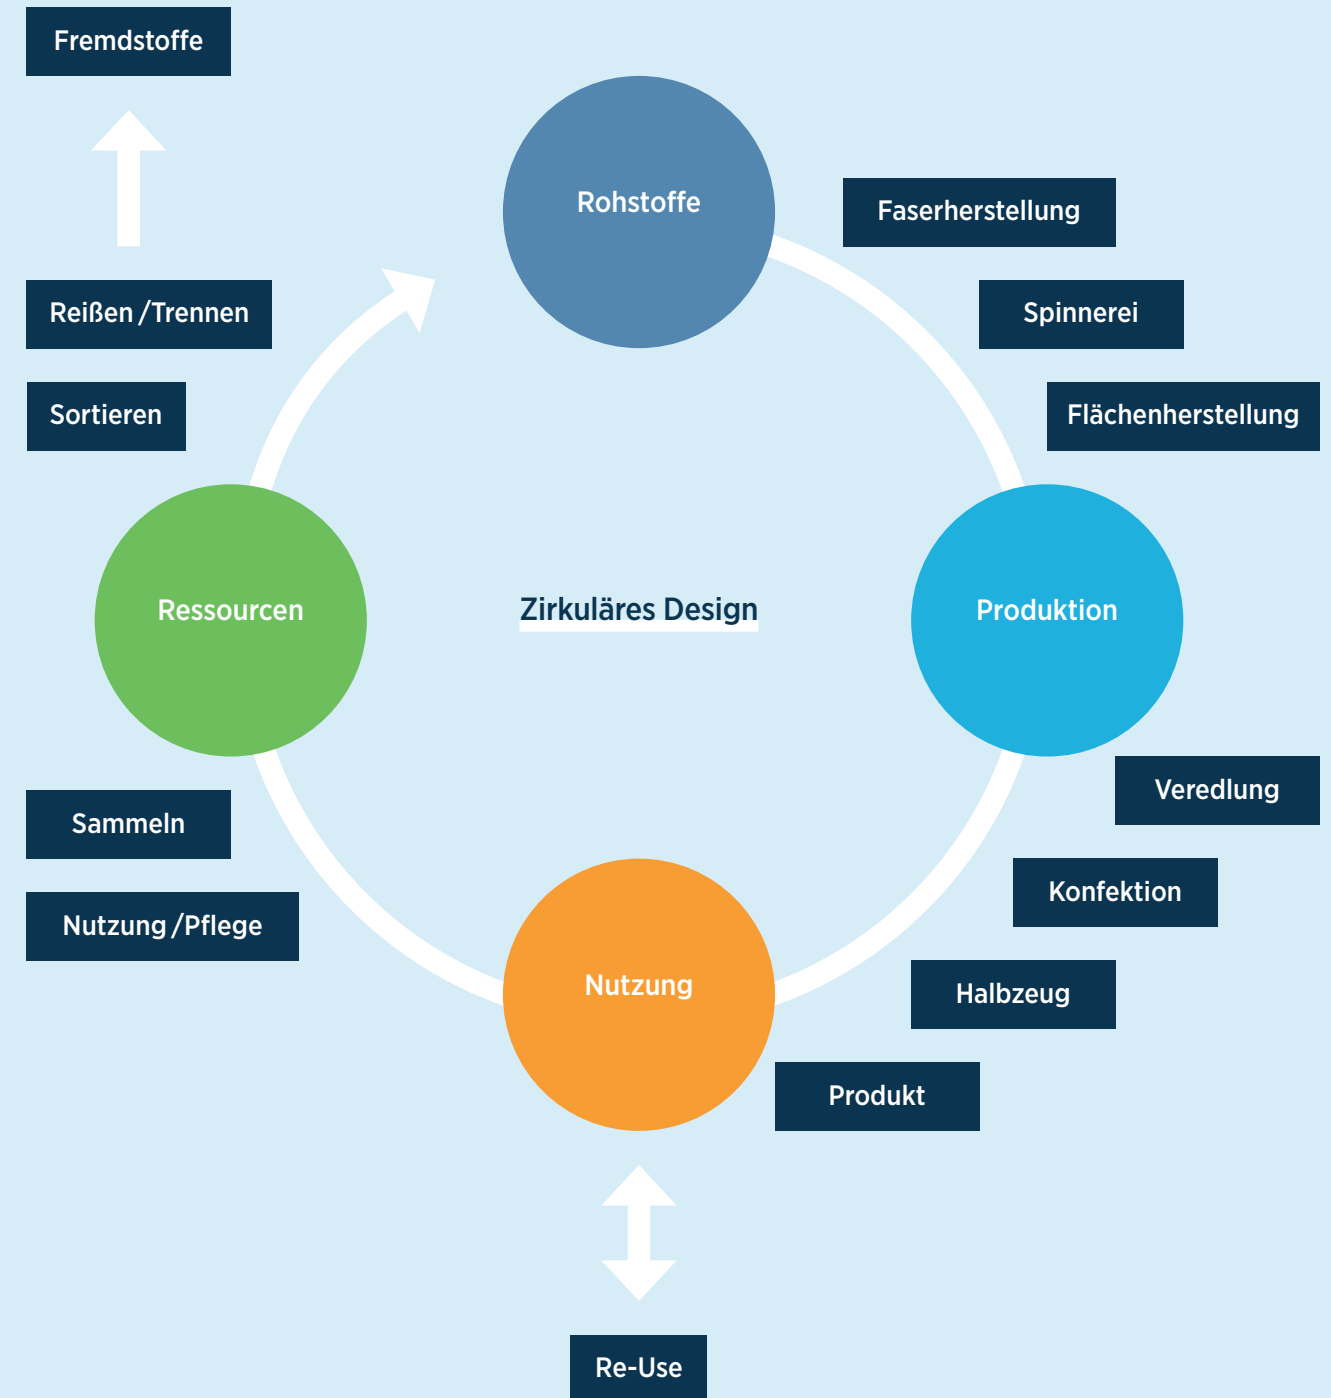 Fremdstoffe
Rohstoffe
Faserherstellung
Reißen / Trennen
Spinnerei
Sortieren
Flächenherstellung
Ressourcen
Zirkuläres Design
Produktion
Veredlung
Sammeln
Konfektion
Nutzung / Pflege
Nutzung
Halbzeug
Produkt
Re-Use